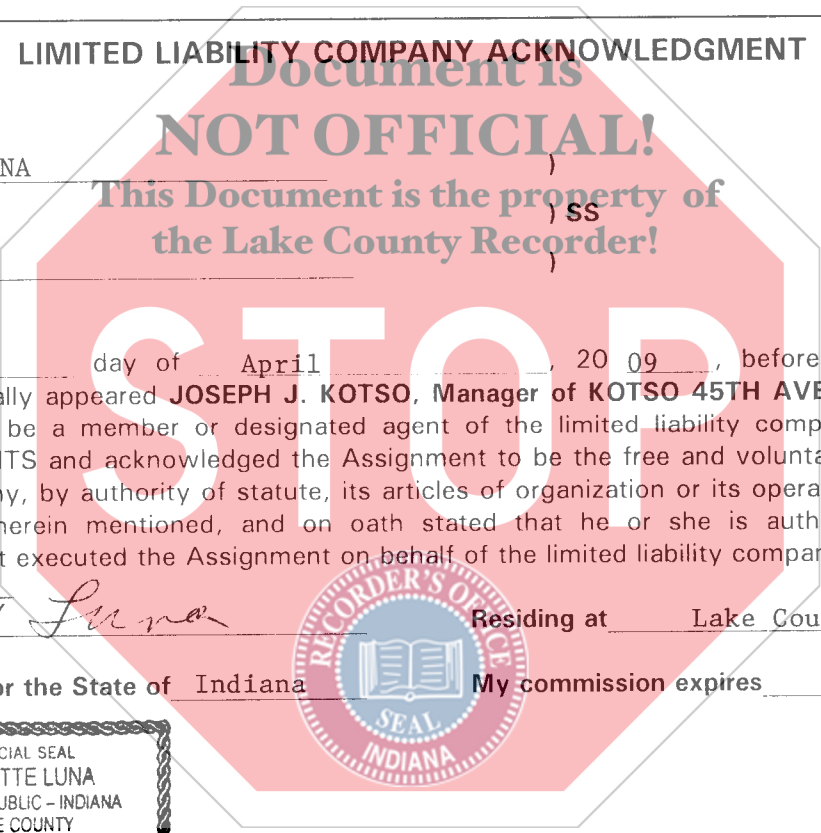 LIMITED LIABILITY COMPANY ACKNOWLEDGMENT
Document is
NOT OFFICIAL!
NA )
This Document is the property of
) SS
the Lake County Recorder!
)
STOP
day of April , 20 09 , before
ally appeared JOSEPH J. KOTSO, Manager of KOTSO 45TH AVE
be a member or designated agent of the limited liability comp
ITS and acknowledged the Assignment to be the free and volunta
ny, by authority of statute, its articles of organization or its opera
herein mentioned, and on oath stated that he or she is auth
t executed the Assignment on behalf of the limited liability compan
Luna Residing at Lake Cou
or the State of Indiana My commission expires
RECORDER'S OFFICE
SEAL
INDIANA
CIAL SEAL
TTE LUNA
UBLIC – INDIANA
E COUNTY